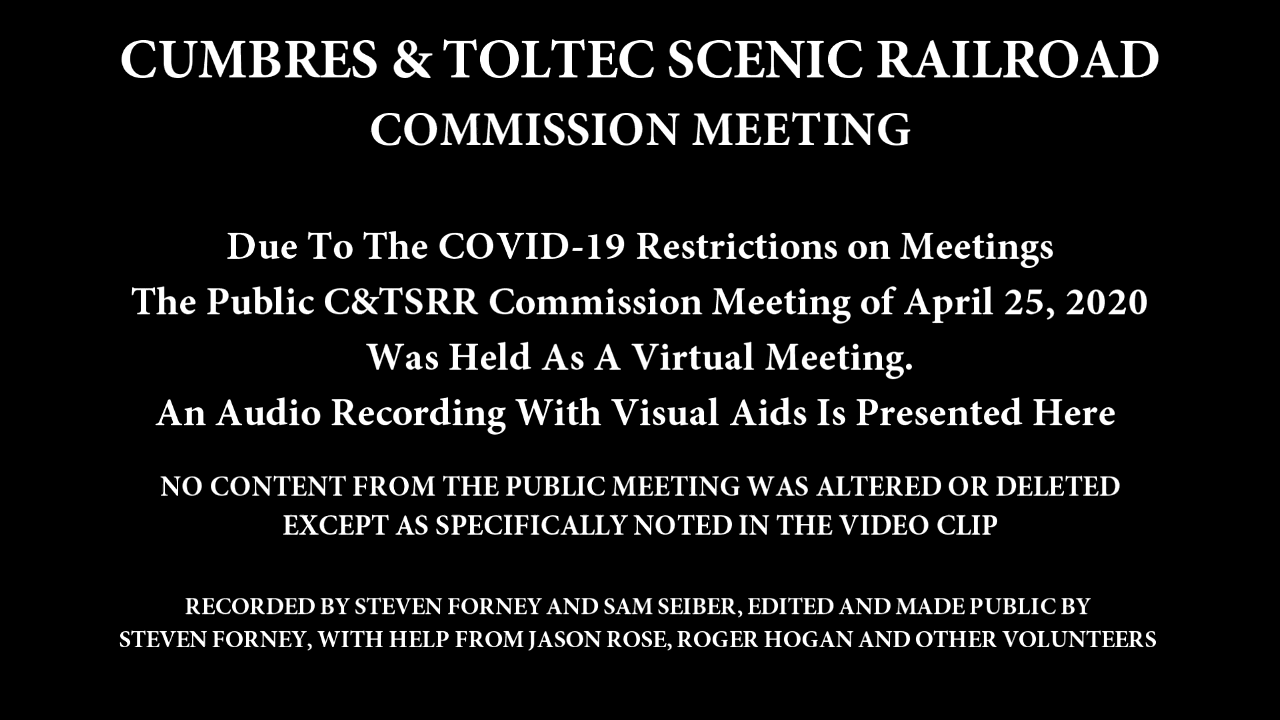 CUMBRES & TOLTEC SCENIC RAILROAD
COMMISSION MEETING
Due To The COVID-19 Restrictions on Meetings
The Public C&TSRR Commission Meeting of April 25, 2020
Was Held As A Virtual Meeting.
An Audio Recording With Visual Aids Is Presented Here
NO CONTENT FROM THE PUBLIC MEETING WAS ALTERED OR DELETED
EXCEPT AS SPECIFICALLY NOTED IN THE VIDEO CLIP
RECORDED BY STEVEN FORNEY AND SAM SEIBER, EDITED AND MADE PUBLIC BY
STEVEN FORNEY, WITH HELP FROM JASON ROSE, ROGER HOGAN AND OTHER VOLUNTEERS